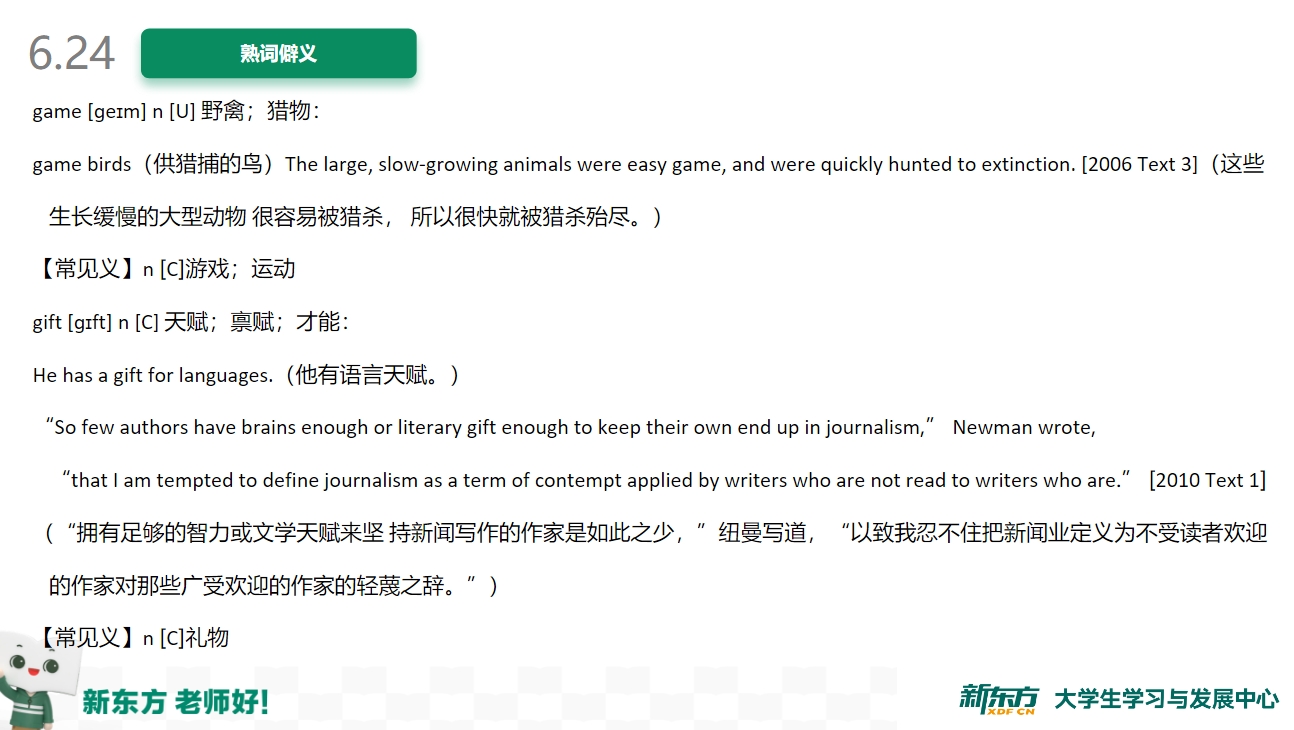 6.24
熟词僻义
game [geɪm] n [U] 野禽；猎物：
game birds（供猎捕的鸟）The large, slow-growing animals were easy game, and were quickly hunted to extinction. [2006 Text 3]（这些
生长缓慢的大型动物 很容易被猎杀， 所以很快就被猎杀殆尽。）
【常见义】n [C]游戏；运动
gift [gɪft] n [C] 天赋；禀赋；才能：
He has a gift for languages.（他有语言天赋。）
“So few authors have brains enough or literary gift enough to keep their own end up in journalism,” Newman wrote,
“that I am tempted to define journalism as a term of contempt applied by writers who are not read to writers who are.” [2010 Text 1]
(“拥有足够的智力或文学天赋来坚 持新闻写作的作家是如此之少，”纽曼写道，“以致我忍不住把新闻业定义为不受读者欢迎
的作家对那些广受欢迎的作家的轻蔑之辞。”)
【常见义】n [C]礼物
新东方 老师好!
新东方 XDF.CN 大学生学习与发展中心